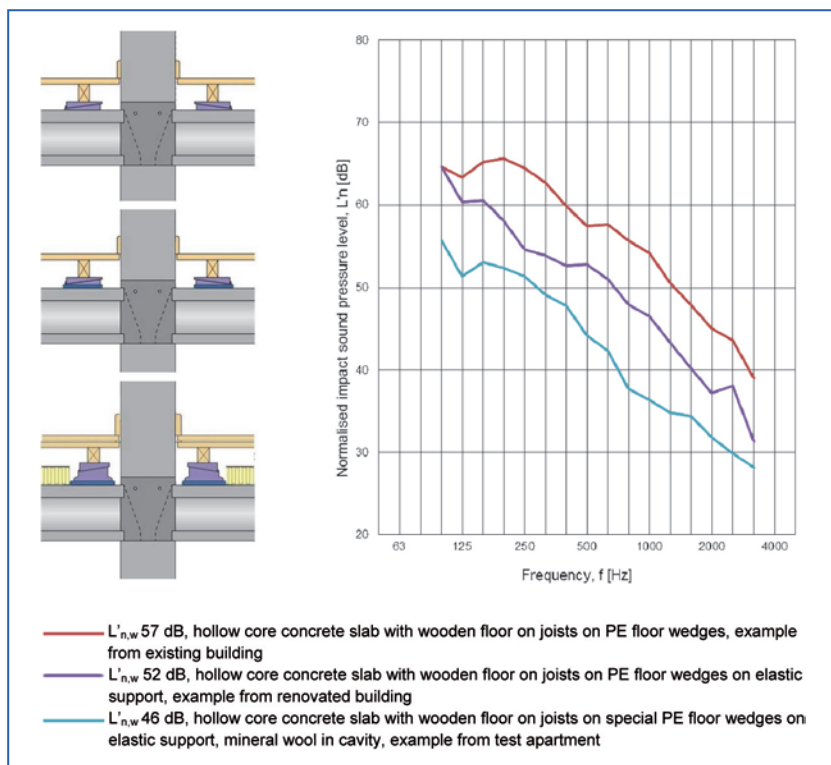 80
70
60
50
40
30
20
Normalised impact sound pressure level, L'n [dB]
63 125 250 500 1000 2000 4000
Frequency, f [Hz]
L'n,w 57 dB, hollow core concrete slab with wooden floor on joists on PE floor wedges, example
from existing building
L'n,w 52 dB, hollow core concrete slab with wooden floor on joists on PE floor wedges on elastic
support, example from renovated building
L'n,w 46 dB, hollow core concrete slab with wooden floor on joists on special PE floor wedges on
elastic support, mineral wool in cavity, example from test apartment